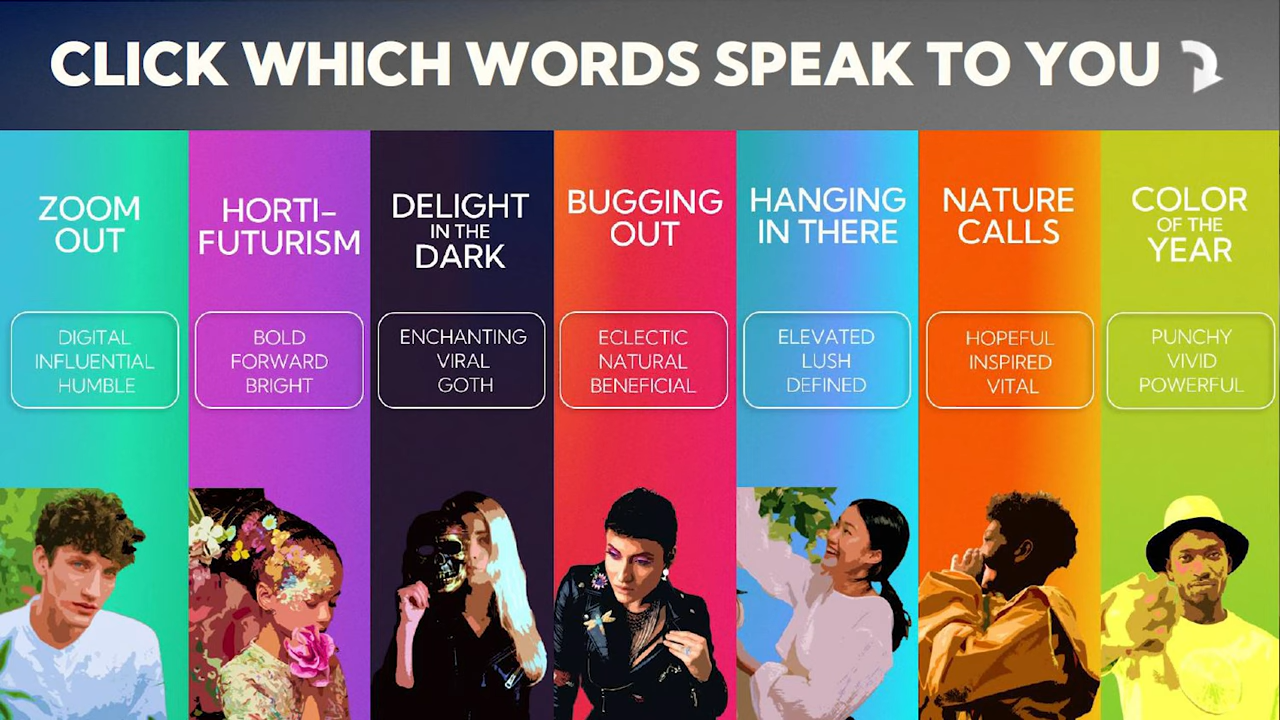 CLICK WHICH WORDS SPEAK TO YOU
ZOOM
OUT
DIGITAL
INFLUENTIAL
HUMBLE
HORTI-
FUTURISM
BOLD
FORWARD
BRIGHT
DELIGHT
IN THE
DARK
ENCHANTING
VIRAL
GOTH
BUGGING
OUT
ECLECTIC
NATURAL
BENEFICIAL
HANGING
IN THERE
ELEVATED
LUSH
DEFINED
NATURE
CALLS
HOPEFUL
INSPIRED
VITAL
COLOR
OF THE
YEAR
PUNCHY
VIVID
POWERFUL